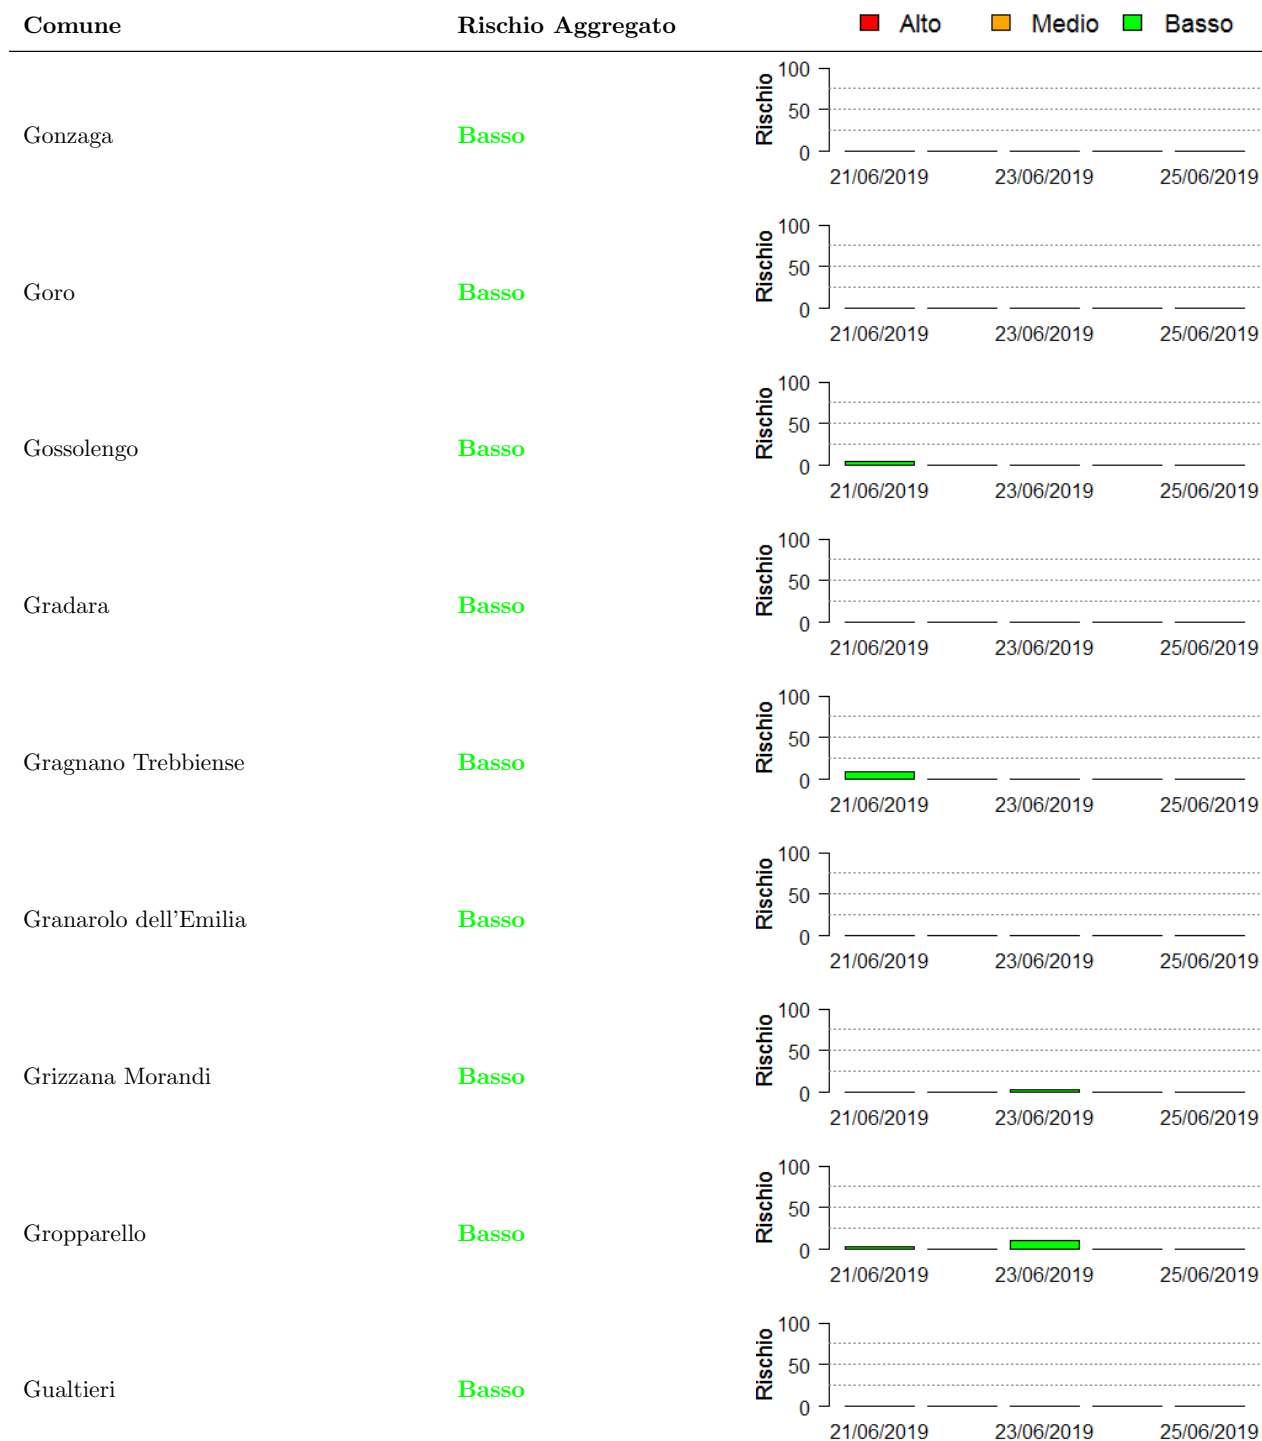 Comune Rischio Aggregato Alto Medio Basso
100
50
0
Rischio
Gonzaga Basso
21/06/2019 23/06/2019 25/06/2019
100
50
0
Rischio
Goro Basso
21/06/2019 23/06/2019 25/06/2019
100
50
0
Rischio
Gossolengo Basso
21/06/2019 23/06/2019 25/06/2019
100
50
0
Rischio
Gradara Basso
21/06/2019 23/06/2019 25/06/2019
100
50
0
Rischio
Gragnano Trebbiense Basso
21/06/2019 23/06/2019 25/06/2019
100
50
0
Rischio
Granarolo dell'Emilia Basso
21/06/2019 23/06/2019 25/06/2019
100
50
0
Rischio
Grizzana Morandi Basso
21/06/2019 23/06/2019 25/06/2019
100
50
0
Rischio
Gropparello Basso
21/06/2019 23/06/2019 25/06/2019
100
50
0
Rischio
Gualtieri Basso
21/06/2019 23/06/2019 25/06/2019